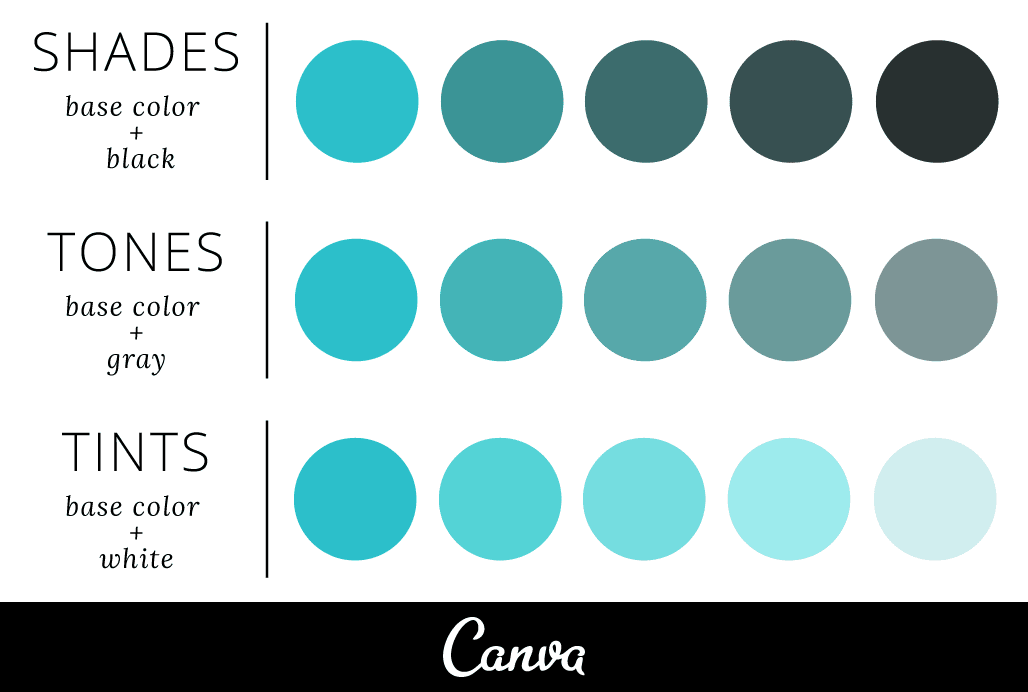 SHADES
base color
+
black
TONES
base color
+
gray
TINTS
base color
+
white
Canva